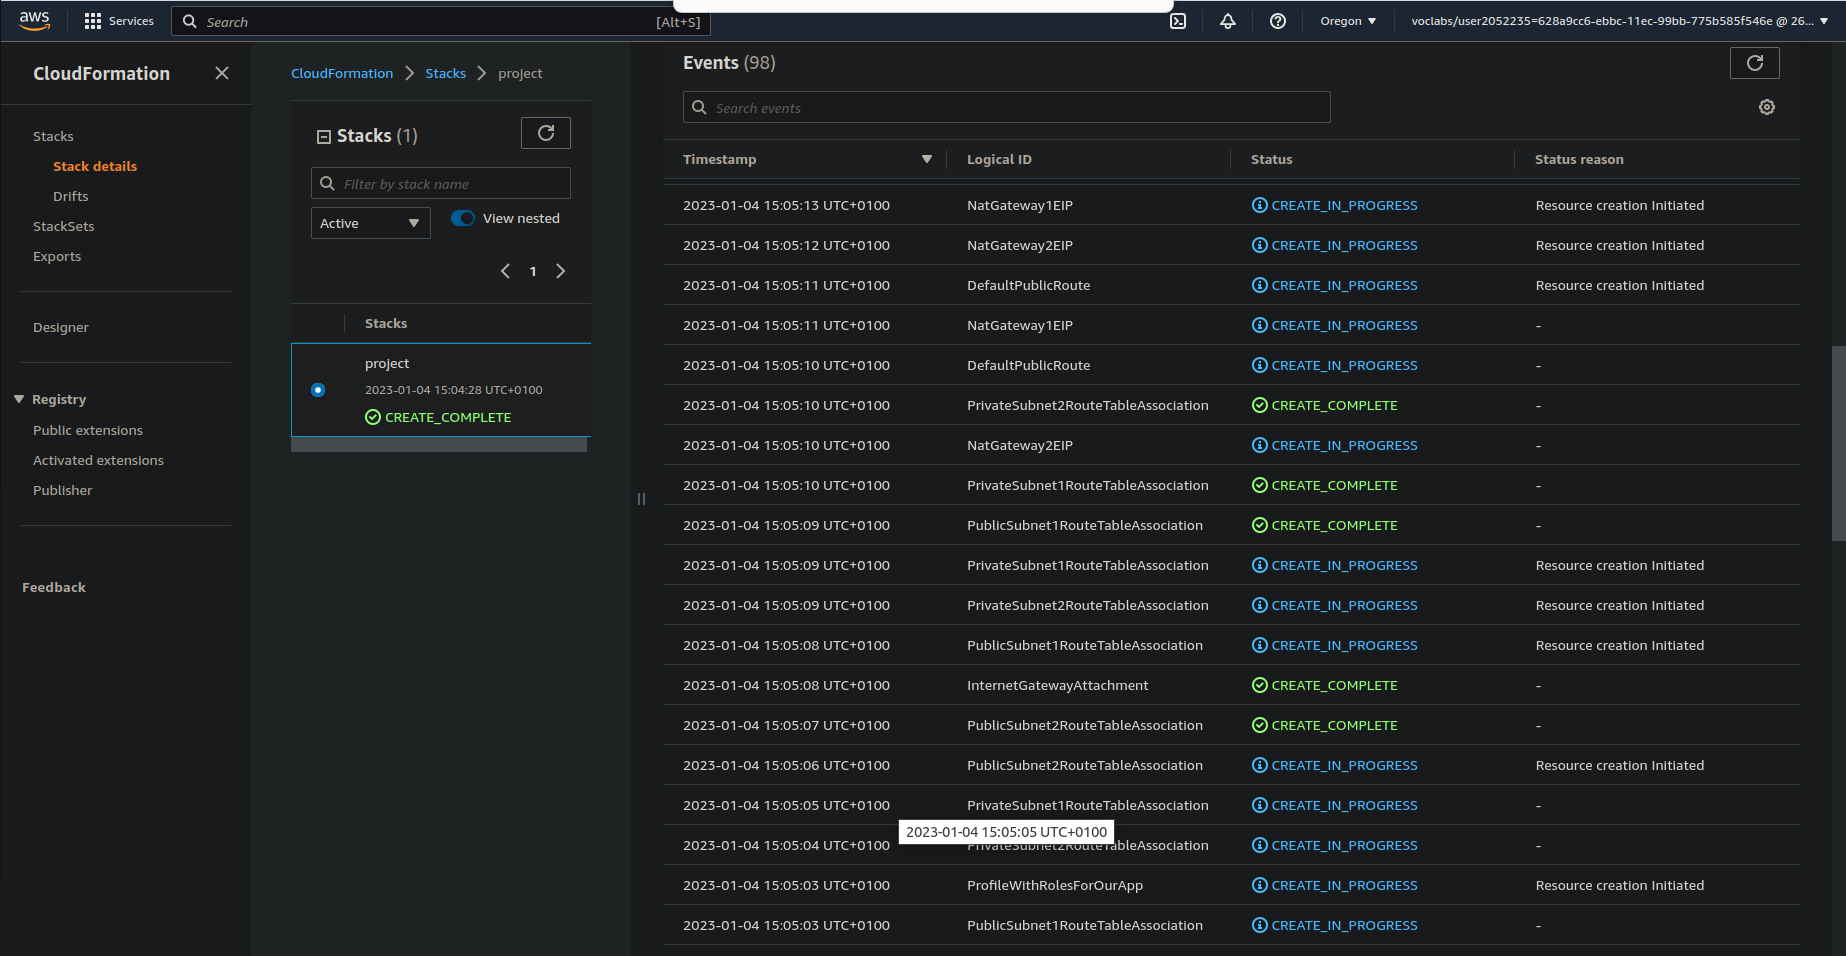 aws Services Search [Alt+S] Oregon voclabs/user2052235=628a9cc6-ebbc-11ec-99bb-775b585f546e @ 26...
CloudFormation
Stacks
Stack details
Drifts
StackSets
Exports
Designer
Registry
Public extensions
Activated extensions
Publisher
Feedback
CloudFormation Stacks project
Stacks (1)
Filter by stack name
Active View nested
1
Stacks
project
2023-01-04 15:04:28 UTC+0100
CREATE_COMPLETE
Events (98)
Search events
Timestamp Logical ID Status Status reason
2023-01-04 15:05:13 UTC+0100 NatGateway1EIP CREATE_IN_PROGRESS Resource creation Initiated
2023-01-04 15:05:12 UTC+0100 NatGateway2EIP CREATE_IN_PROGRESS Resource creation Initiated
2023-01-04 15:05:11 UTC+0100 DefaultPublicRoute CREATE_IN_PROGRESS Resource creation Initiated
2023-01-04 15:05:11 UTC+0100 NatGateway1EIP CREATE_IN_PROGRESS -
2023-01-04 15:05:10 UTC+0100 DefaultPublicRoute CREATE_IN_PROGRESS -
2023-01-04 15:05:10 UTC+0100 PrivateSubnet2RouteTableAssociation CREATE_COMPLETE -
2023-01-04 15:05:10 UTC+0100 NatGateway2EIP CREATE_IN_PROGRESS -
2023-01-04 15:05:10 UTC+0100 PrivateSubnet1RouteTableAssociation CREATE_COMPLETE -
2023-01-04 15:05:09 UTC+0100 PublicSubnet1RouteTableAssociation CREATE_COMPLETE -
2023-01-04 15:05:09 UTC+0100 PrivateSubnet1RouteTableAssociation CREATE_IN_PROGRESS Resource creation Initiated
2023-01-04 15:05:09 UTC+0100 PrivateSubnet2RouteTableAssociation CREATE_IN_PROGRESS Resource creation Initiated
2023-01-04 15:05:08 UTC+0100 PublicSubnet1RouteTableAssociation CREATE_IN_PROGRESS Resource creation Initiated
2023-01-04 15:05:08 UTC+0100 InternetGatewayAttachment CREATE_COMPLETE -
2023-01-04 15:05:07 UTC+0100 PublicSubnet2RouteTableAssociation CREATE_COMPLETE -
2023-01-04 15:05:06 UTC+0100 PublicSubnet2RouteTableAssociation CREATE_IN_PROGRESS Resource creation Initiated
2023-01-04 15:05:05 UTC+0100 PrivateSubnet1RouteTableAssociation CREATE_IN_PROGRESS -
2023-01-04 15:05:05 UTC+0100
2023-01-04 15:05:04 UTC+0100 PrivateSubnet2RouteTableAssociation CREATE_IN_PROGRESS -
2023-01-04 15:05:03 UTC+0100 ProfileWithRolesForOurApp CREATE_IN_PROGRESS Resource creation Initiated
2023-01-04 15:05:03 UTC+0100 PublicSubnet1RouteTableAssociation CREATE_IN_PROGRESS -